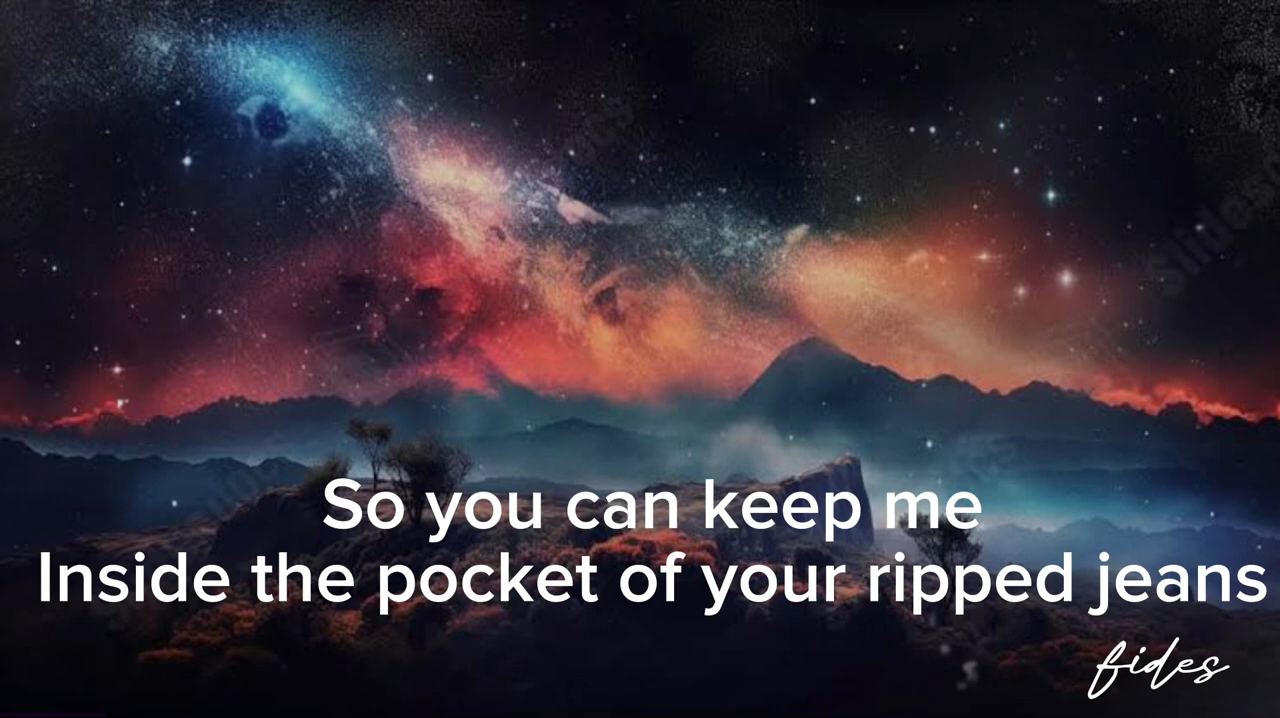 So you can keep me
Inside the pocket of your ripped jeans
fides